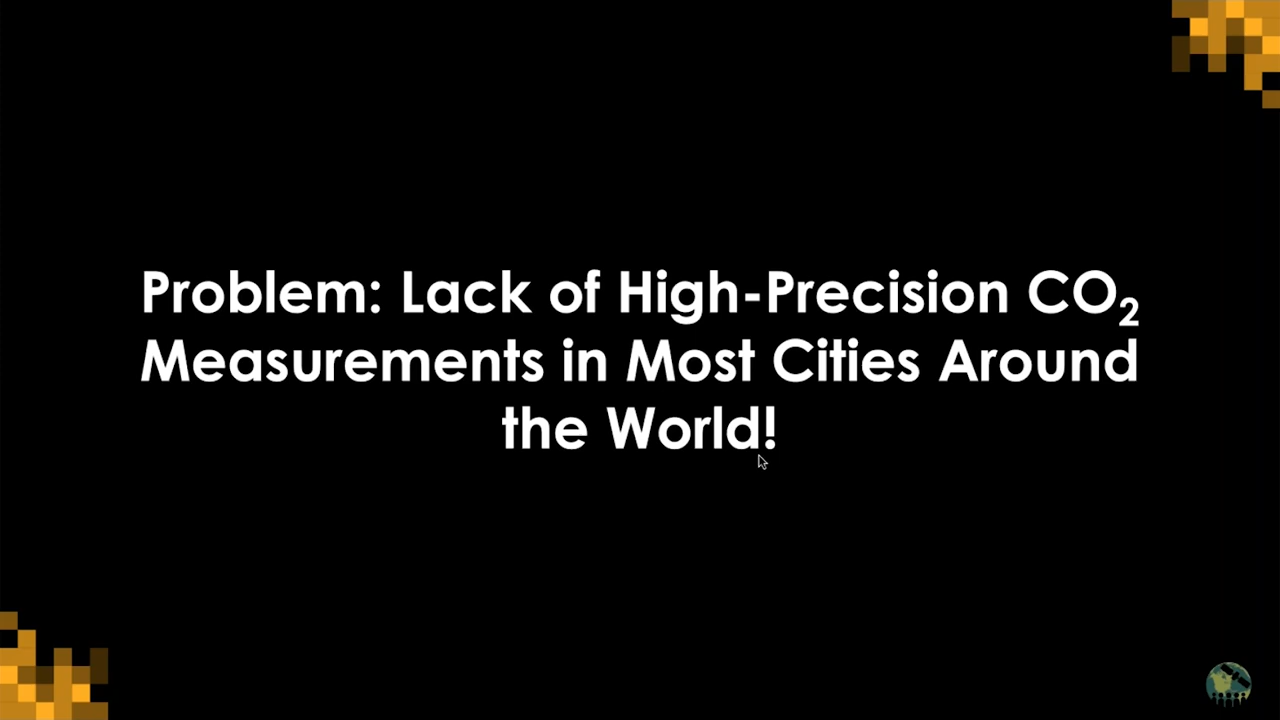 Problem: Lack of High-Precision CO₂
Measurements in Most Cities Around
the World!